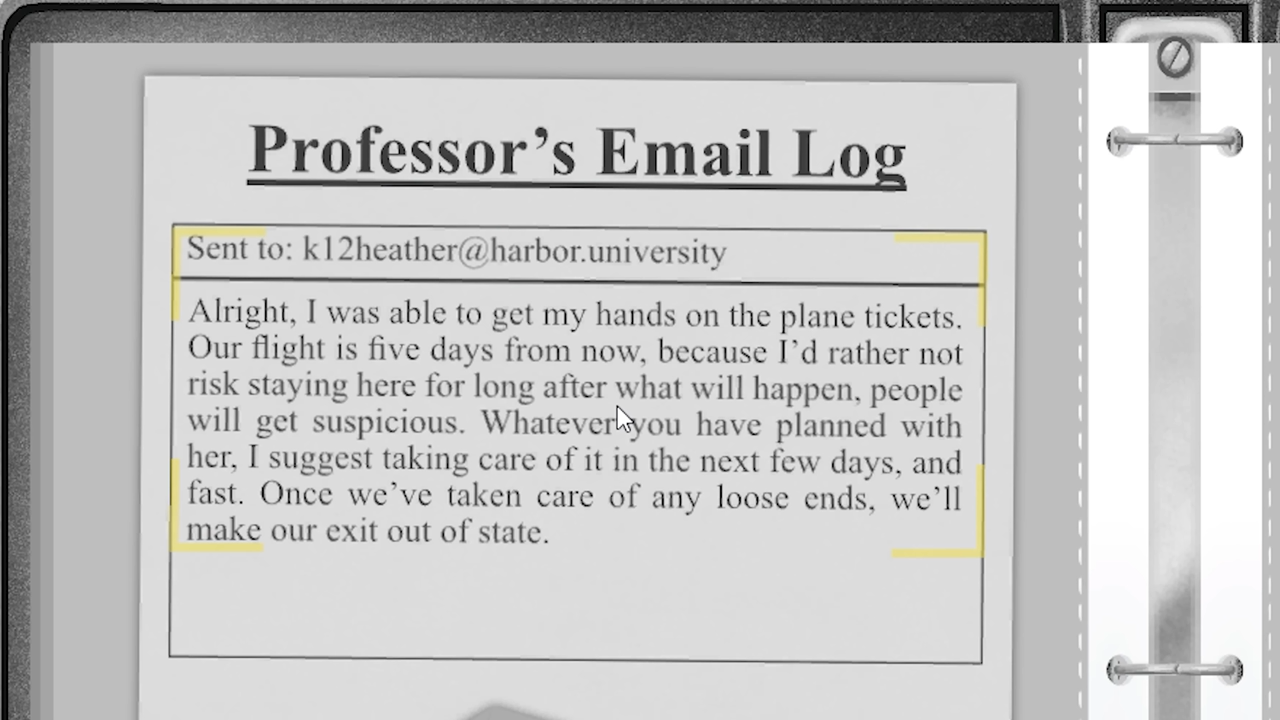 Professor’s Email Log
Sent to: k12heather@harbor.university
Alright, I was able to get my hands on the plane tickets.
Our flight is five days from now, because I’d rather not
risk staying here for long after what will happen, people
will get suspicious. Whatever you have planned with
her, I suggest taking care of it in the next few days, and
fast. Once we’ve taken care of any loose ends, we’ll
make our exit out of state.